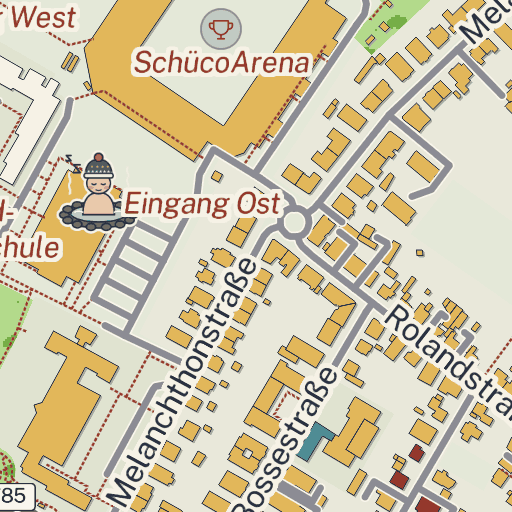 West
SchücoArena
Eingang Ost
Melanchthonstraße
Rolandstra
Bossestraße
85